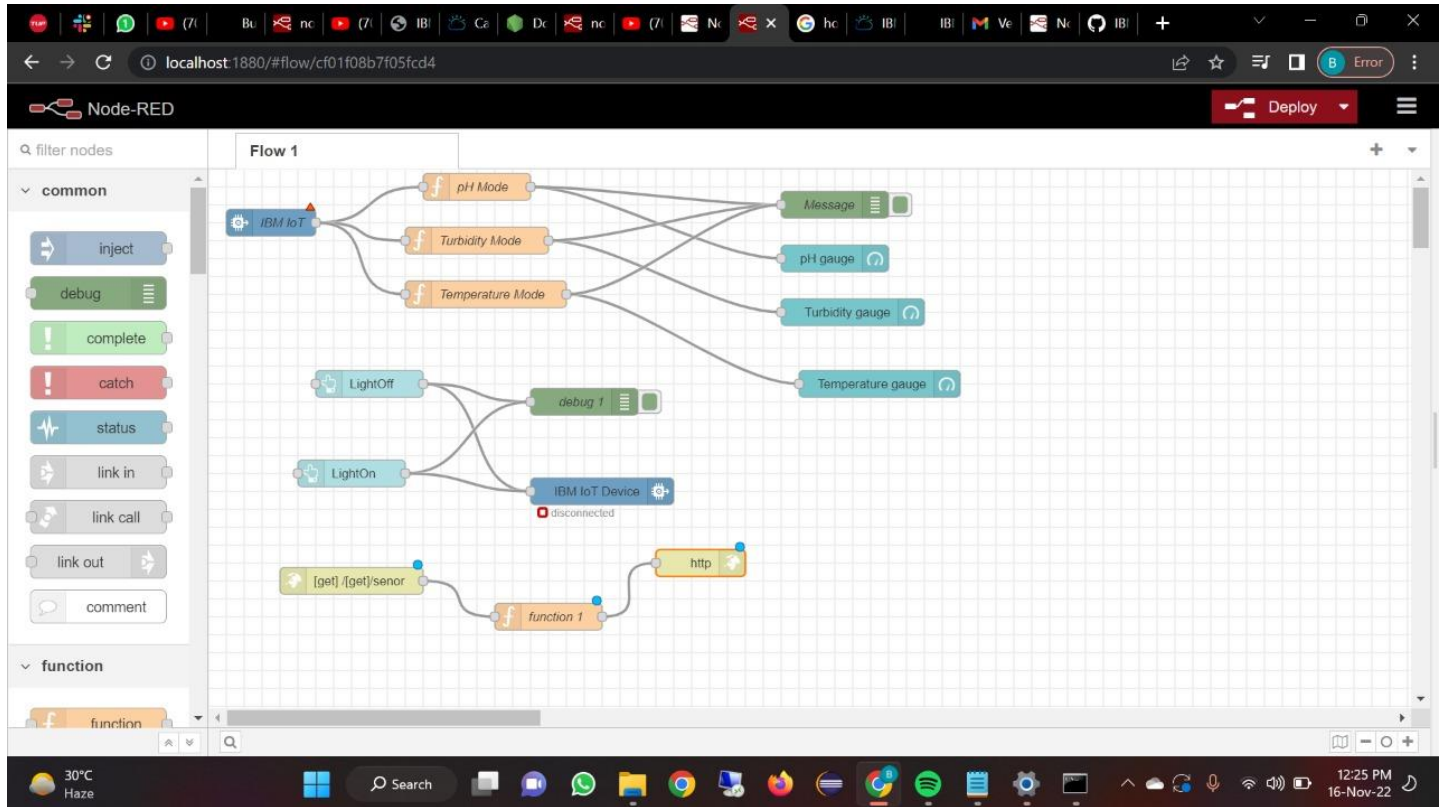 (7( Bu nc (7( IBI Ca Dc nc (7( Nc × hc IBI IBI Ve Nc IBI +
localhost:1880/#flow/cf01f08b7f05fcd4 B Error
Node-RED Deploy
filter nodes Flow 1
common
inject
debug
complete
catch
status
link in
link call
link out
comment
function
function
IBM IoT
pH Mode
Turbidity Mode
Temperature Mode
Message
pH gauge
Turbidity gauge
Temperature gauge
LightOff
debug 1
LightOn
IBM IoT Device
disconnected
[get] /[get]/senor
function 1
http
30°C
Haze
Search
12:25 PM
16-Nov-22